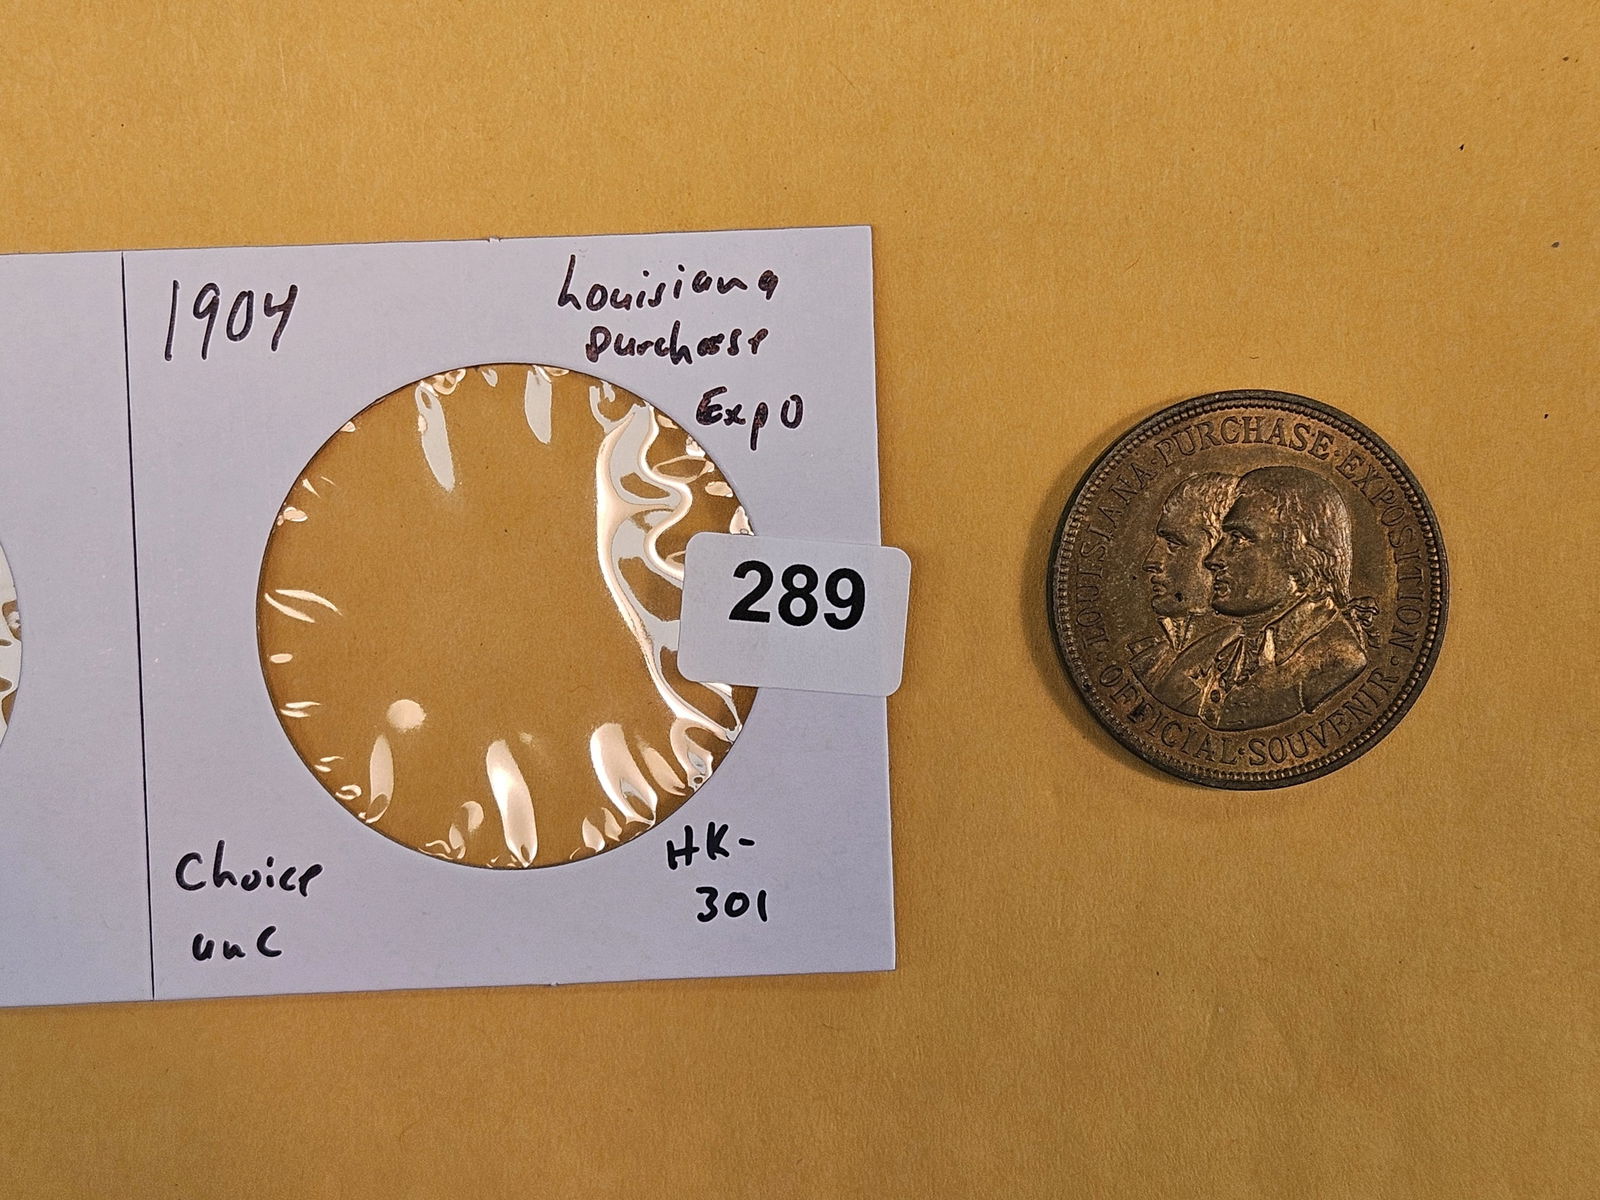 1904
Louisiana
Purchase
Expo
289
Choice
unc
HK-
301
LOUISIANA·PURCHASE·EXPOSITION·
OFFICIAL·SOUVENIR·